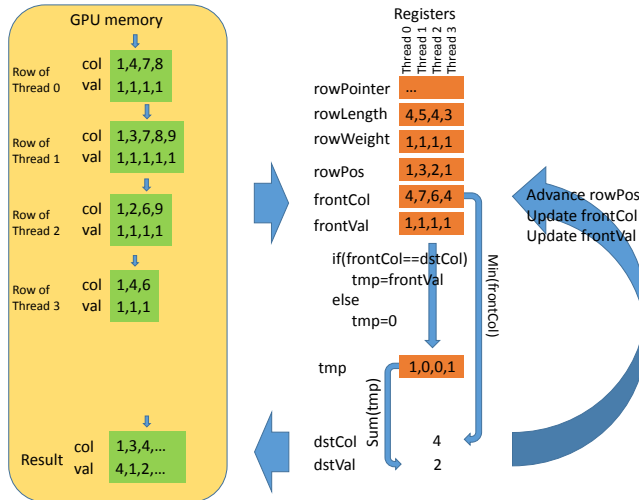 GPU memory
Row of
Thread 0
col 1,4,7,8
val 1,1,1,1
Row of
Thread 1
col 1,3,7,8,9
val 1,1,1,1,1
Row of
Thread 2
col 1,2,6,9
val 1,1,1,1
Row of
Thread 3
col 1,4,6
val 1,1,1
Result
col 1,3,4,...
val 4,1,2,...
Registers
Thread 0
Thread 1
Thread 2
Thread 3
rowPointer ...
rowLength 4,5,4,3
rowWeight 1,1,1,1
rowPos 1,3,2,1
frontCol 4,7,6,4
frontVal 1,1,1,1
if(frontCol==dstCol)
tmp=frontVal
else
tmp=0
Min(frontCol)
tmp 1,0,0,1
Sum(tmp)
dstCol 4
dstVal 2
Advance rowPos
Update frontCol
Update frontVal